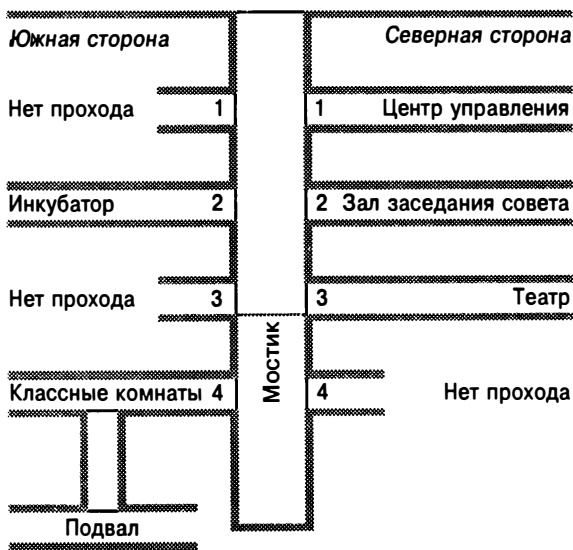 Южная сторона
Северная сторона
Нет прохода 1
1 Центр управления
Инкубатор 2
2 Зал заседания совета
Нет прохода 3
3 Театр
Мостик
Классные комнаты 4
4 Нет прохода
Подвал